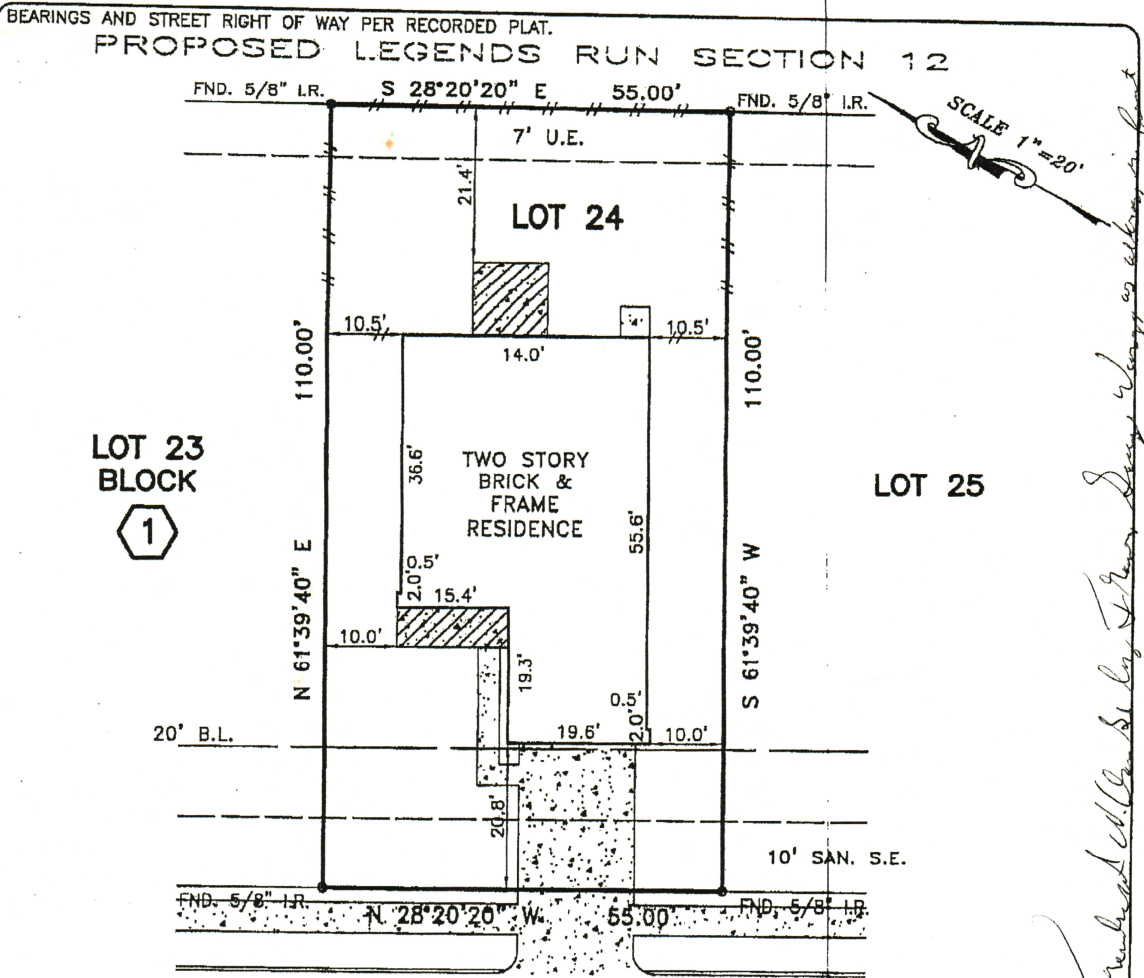 BEARINGS AND STREET RIGHT OF WAY PER RECORDED PLAT.
PROPOSED LEGENDS RUN SECTION 12
FND. 5/8" I.R. S 28°20'20" E 55.00' FND. 5/8" I.R.
SCALE 1"=20'
7' U.E.
21.4'
LOT 24
10.5' 4' 10.5'
14.0'
110.00' 110.00'
LOT 23
BLOCK
1
36.6'
TWO STORY
BRICK &
FRAME
RESIDENCE
55.6'
LOT 25
N 61°39'40" E
S 61°39'40" W
0.5'
2.0'
15.4'
10.0'
19.3'
0.5'
2.0'
20' B.L.
19.6' 10.0'
20.8'
10' SAN. S.E.
FND. 5/8" I.R. N 28°20'20" W 55.00' FND. 5/8" I.R.